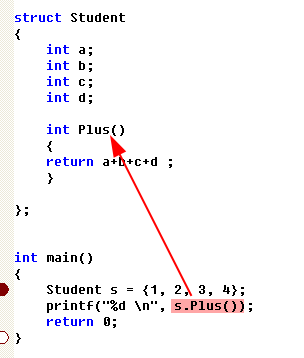 struct Student
{
    int a;
    int b;
    int c;
    int d;
    int Plus()
    {
    return a+b+c+d ;
    }
};
int main()
{
    Student s = {1, 2, 3, 4};
    printf("%d \n", s.Plus());
    return 0;
}